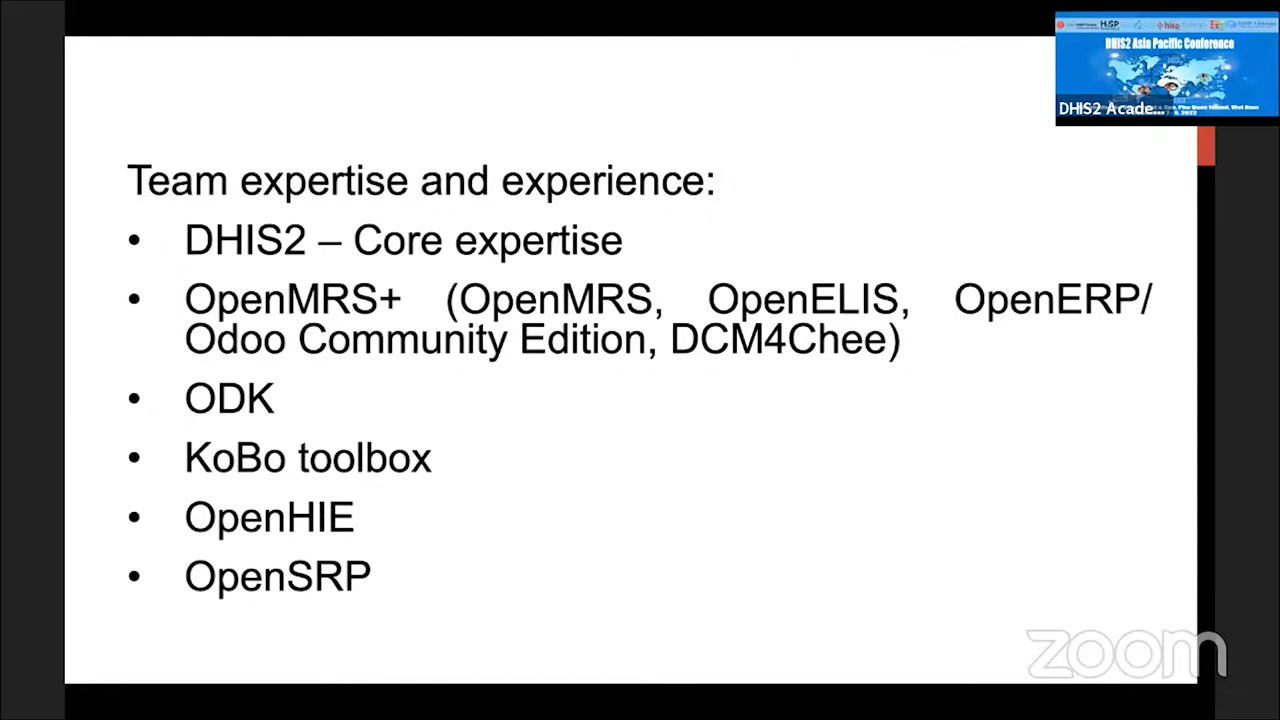 DHIS2 Asia Pacific Conference
DHIS2 Acade...
Team expertise and experience:
• DHIS2 – Core expertise
• OpenMRS+ (OpenMRS, OpenELIS, OpenERP/
Odoo Community Edition, DCM4Chee)
• ODK
• KoBo toolbox
• OpenHIE
• OpenSRP
zoom